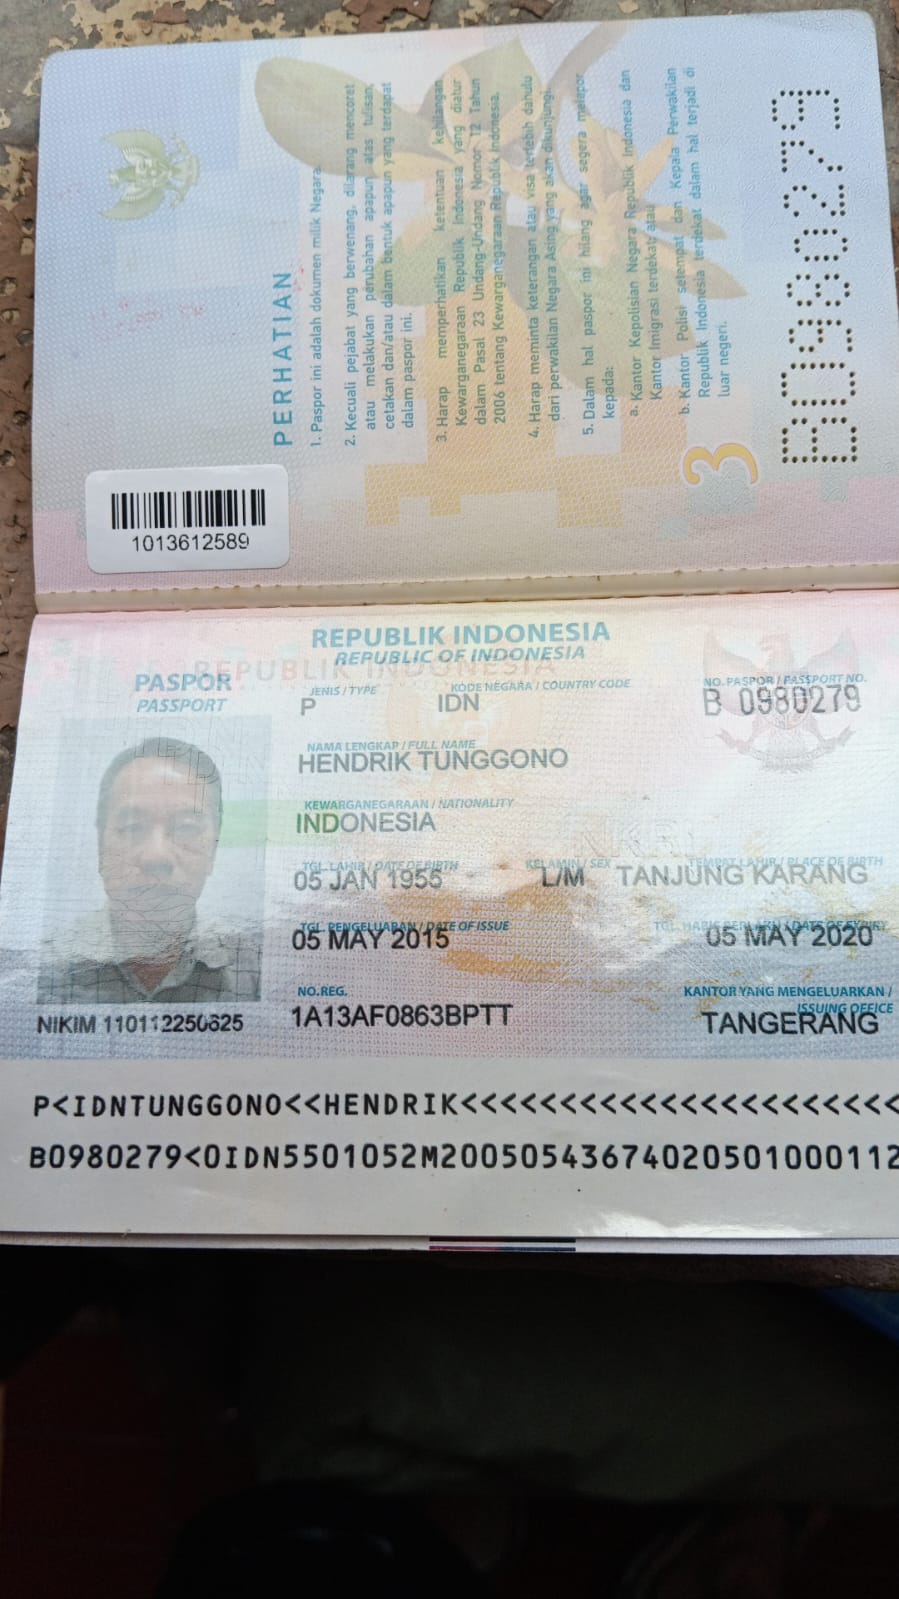 PERHATIAN
1. Paspor ini adalah dokumen milik Negara.
2. Kecuali pejabat yang berwenang, dilarang mencoret
atau melakukan perubahan apapun atas tulisan,
cetakan dan/atau dalam bentuk apapun yang terdapat
dalam paspor ini.
3. Harap memperhatikan ketentuan kehilangan
Kewarganegaraan Republik Indonesia yang diatur
dalam Pasal 23 Undang-Undang Nomor 12 Tahun
2006 tentang Kewarganegaraan Republik Indonesia.
4. Harap meminta keterangan atau visa terlebih dahulu
dari perwakilan Negara Asing yang akan dikunjungi.
5. Dalam hal paspor ini hilang agar segera melapor
kepada:
a. Kantor Kepolisian Negara Republik Indonesia dan
Kantor Imigrasi terdekat; atau
b. Kantor Polisi setempat dan Kepala Perwakilan
Republik Indonesia terdekat dalam hal terjadi di
luar negeri.
3
B0980279
1013612589
REPUBLIK INDONESIA
REPUBLIC OF INDONESIA
PASPOR
PASSPORT
JENIS / TYPE KODE NEGARA / COUNTRY CODE NO. PASPOR / PASSPORT NO.
P IDN B 0980279
NAMA LENGKAP / FULL NAME
HENDRIK TUNGGONO
KEWARGANEGARAAN / NATIONALITY
INDONESIA
TGL. LAHIR / DATE OF BIRTH KELAMIN / SEX TEMPAT LAHIR / PLACE OF BIRTH
05 JAN 1955 L/M TANJUNG KARANG
TGL. PENGELUARAN / DATE OF ISSUE TGL. HABIS BERLAKU / DATE OF EXPIRY
05 MAY 2015 05 MAY 2020
NO. REG. KANTOR YANG MENGELUARKAN /
ISSUING OFFICE
1A13AF0863BPTT TANGERANG
NIKIM 110112250625
P<IDNTUNGGONO<<HENDRIK<<<<<<<<<<<<<<<<<<<<<<
B0980279<0IDN5501052M2005054367402050100011​2